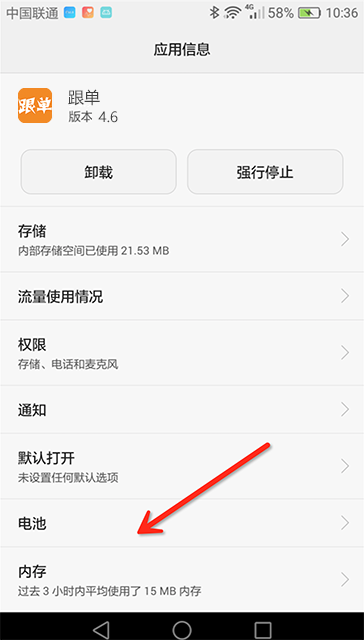 中国联通 4G 58% 10:36
应用信息
跟单
跟单
版本 4.6
卸载 强行停止
存储
内部存储空间已使用 21.53 MB
流量使用情况
权限
存储、电话和麦克风
通知
默认打开
未设置任何默认选项
电池
内存
过去 3 小时内平均使用了 15 MB 内存